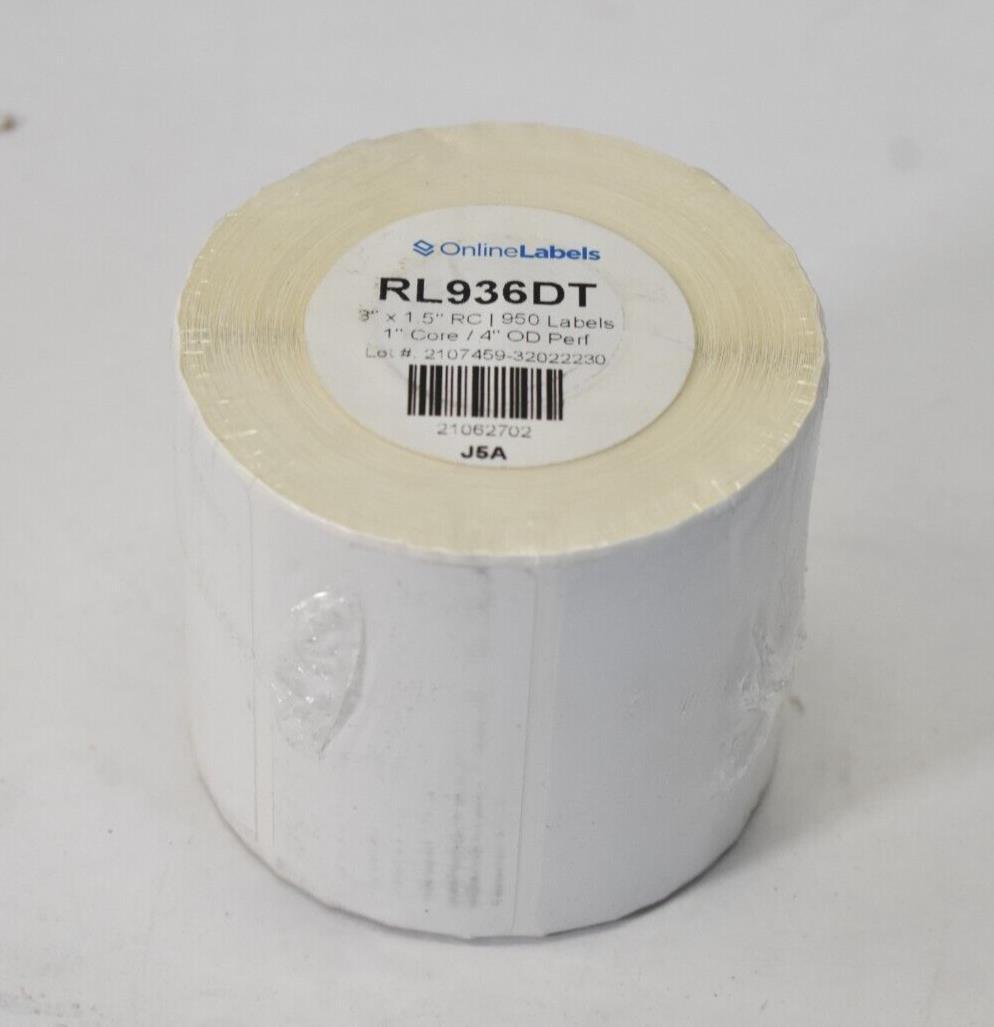 OnlineLabels
RL936DT
3" x 1.5" RC | 950 Labels
1" Core / 4" OD Perf
Lot #. 2107459-32022230
21062702
J5A